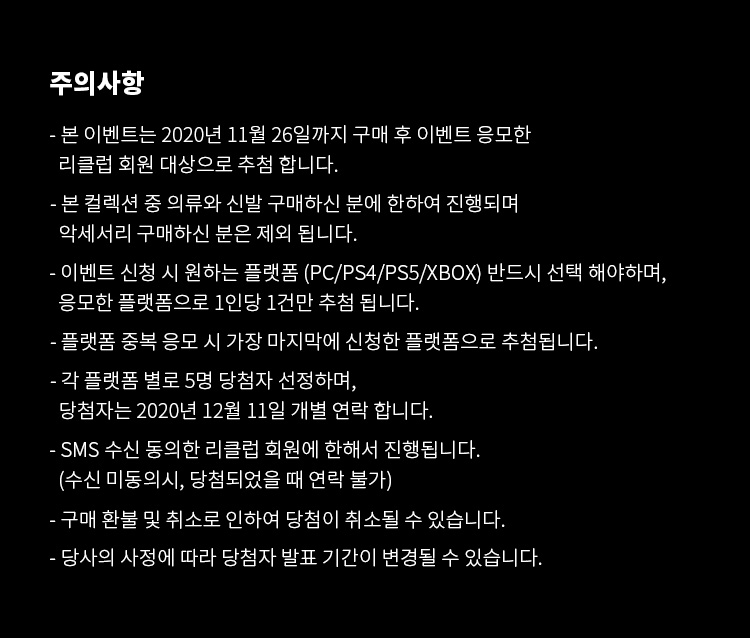 주의사항
- 본 이벤트는 2020년 11월 26일까지 구매 후 이벤트 응모한
리클럽 회원 대상으로 추첨 합니다.
- 본 컬렉션 중 의류와 신발 구매하신 분에 한하여 진행되며
악세서리 구매하신 분은 제외 됩니다.
- 이벤트 신청 시 원하는 플랫폼 (PC/PS4/PS5/XBOX) 반드시 선택 해야하며,
응모한 플랫폼으로 1인당 1건만 추첨 됩니다.
- 플랫폼 중복 응모 시 가장 마지막에 신청한 플랫폼으로 추첨됩니다.
- 각 플랫폼 별로 5명 당첨자 선정하며,
당첨자는 2020년 12월 11일 개별 연락 합니다.
- SMS 수신 동의한 리클럽 회원에 한해서 진행됩니다.
(수신 미동의시, 당첨되었을 때 연락 불가)
- 구매 환불 및 취소로 인하여 당첨이 취소될 수 있습니다.
- 당사의 사정에 따라 당첨자 발표 기간이 변경될 수 있습니다.